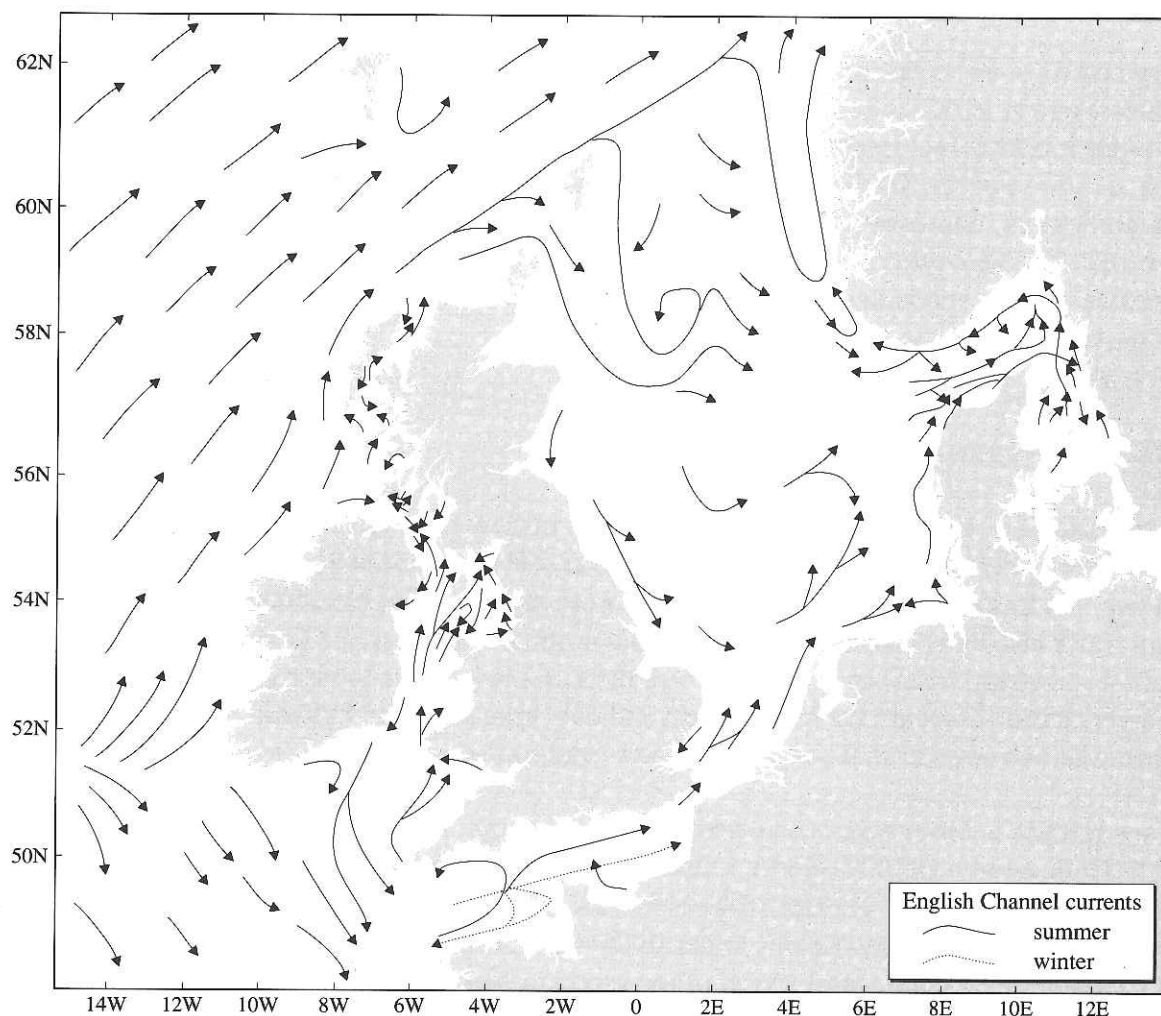 62N
60N
58N
56N
54N
52N
50N
English Channel currents
summer
winter
14W 12W 10W 8W 6W 4W 2W 0 2E 4E 6E 8E 10E 12E